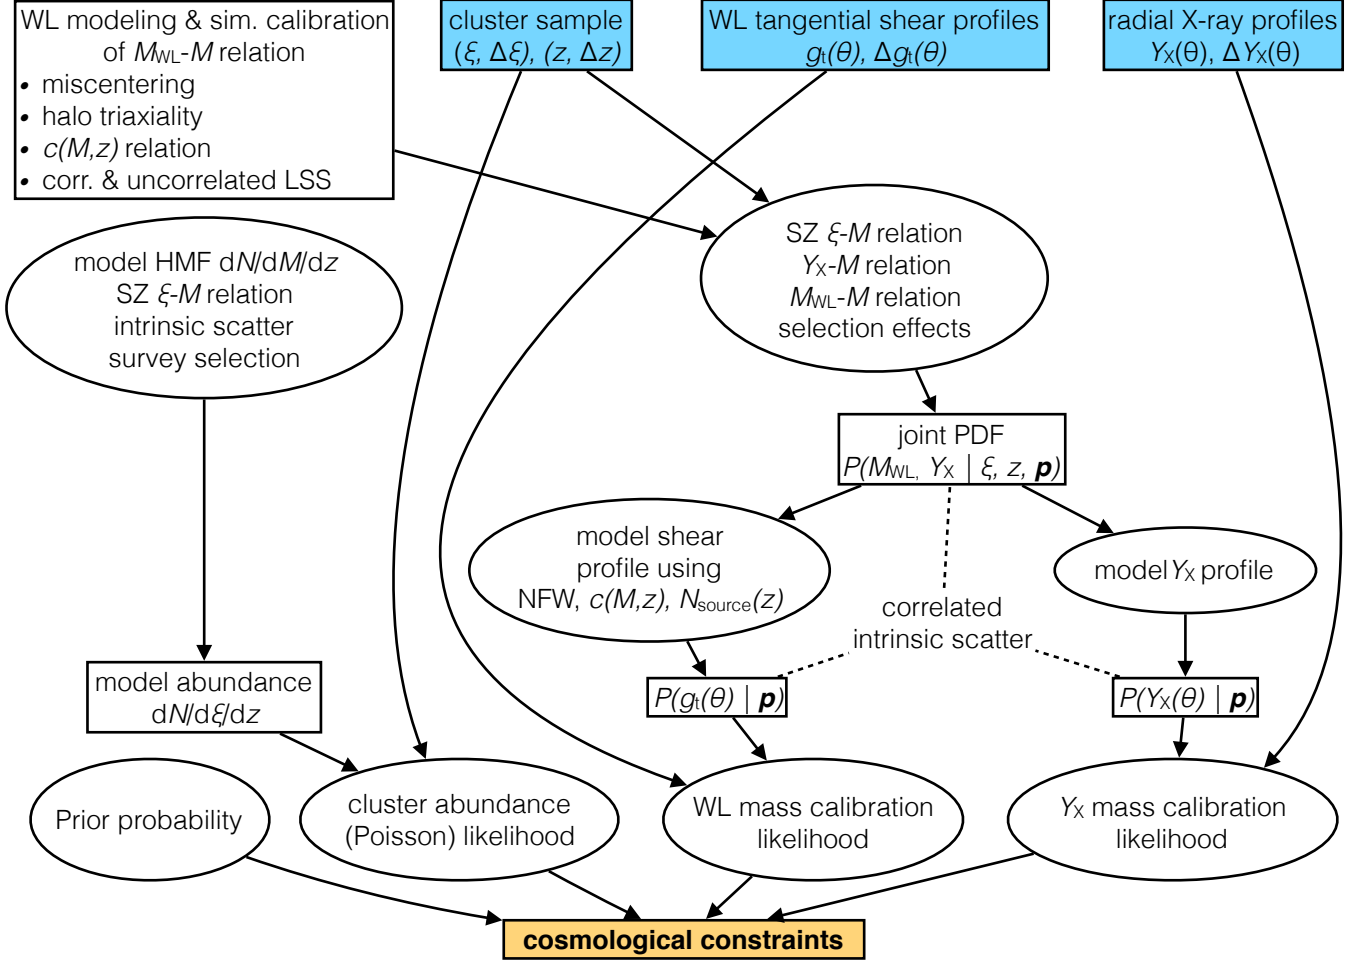 WL modeling & sim. calibration
of M_WL-M relation
• miscentering
• halo triaxiality
• c(M,z) relation
• corr. & uncorrelated LSS
cluster sample
(ξ, Δξ), (z, Δz)
WL tangential shear profiles
g_t(θ), Δg_t(θ)
radial X-ray profiles
Y_X(θ), ΔY_X(θ)
model HMF dN/dM/dz
SZ ξ-M relation
intrinsic scatter
survey selection
SZ ξ-M relation
Y_X-M relation
M_WL-M relation
selection effects
joint PDF
P(M_WL, Y_X | ξ, z, p)
model shear
profile using
NFW, c(M,z), N_source(z)
model Y_X profile
correlated
intrinsic scatter
model abundance
dN/dξ/dz
P(g_t(θ) | p)
P(Y_X(θ) | p)
Prior probability
cluster abundance
(Poisson) likelihood
WL mass calibration
likelihood
Y_X mass calibration
likelihood
cosmological constraints